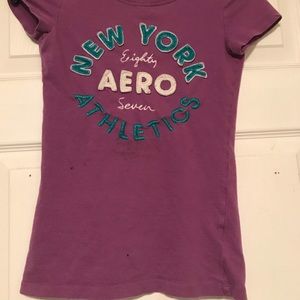 NEW YORK
Eighty
AERO
Seven
ATHLETICS